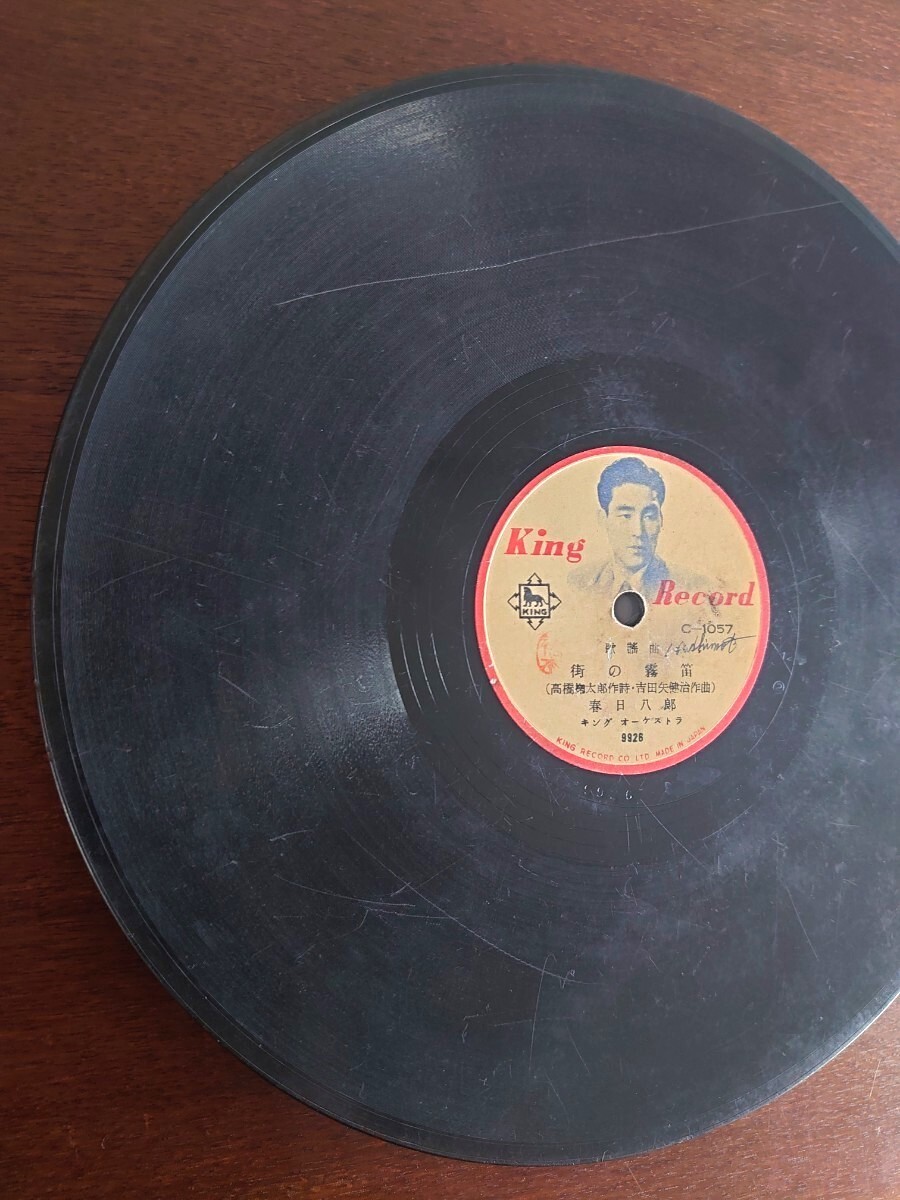 King
Record
KING
C-1057
歌謡曲
街の霧笛
(高橋掬太郎作詩・吉田矢健治作曲)
春日八郎
キング オーケストラ
9926
KING RECORD CO. LTD. MADE IN JAPAN